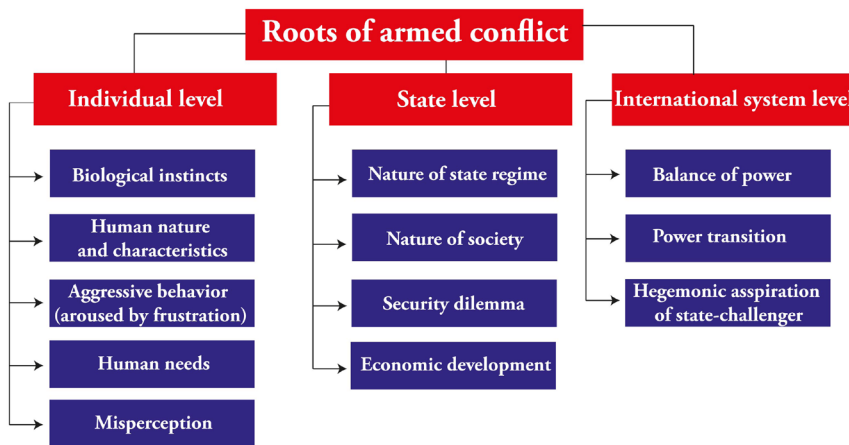 Roots of armed conflict
Individual level
Biological instincts
Human nature
and characteristics
Aggressive behavior
(aroused by frustration)
Human needs
Misperception
State level
Nature of state regime
Nature of society
Security dilemma
Economic development
International system level
Balance of power
Power transition
Hegemonic asspiration
of state-challenger